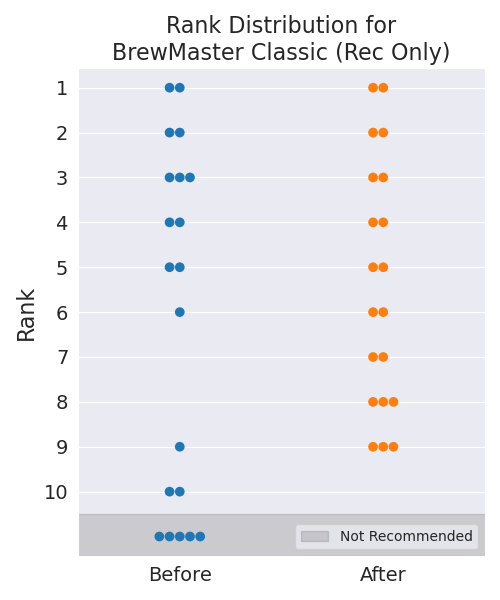 Rank Distribution for
BrewMaster Classic (Rec Only)
1
2
3
4
5
6
7
8
9
10
Rank
Not Recommended
Before
After